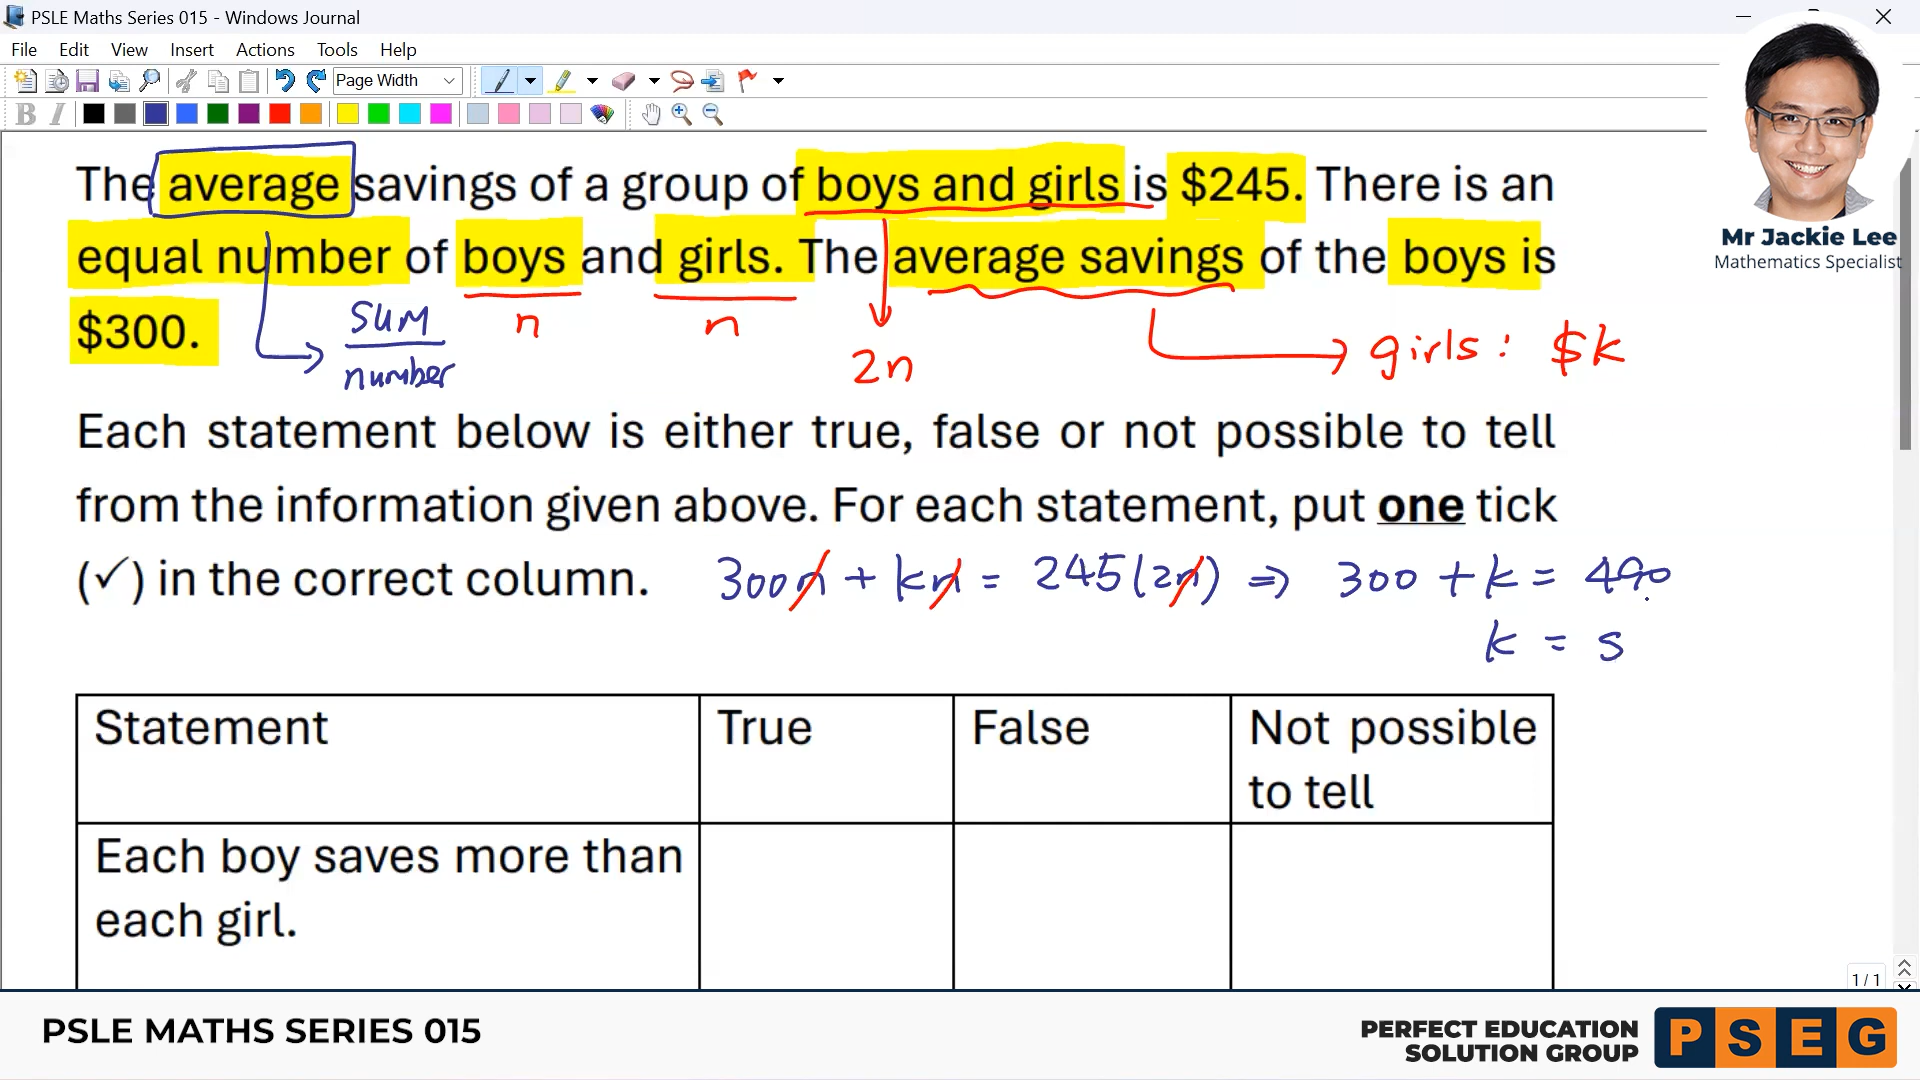 PSLE Maths Series 015 - Windows Journal
File Edit View Insert Actions Tools Help
Page Width
B I
Mr Jackie Lee
Mathematics Specialist
The average savings of a group of boys and girls is $245. There is an
equal number of boys and girls. The average savings of the boys is
$300.
sum
number
n
n
2n
girls: $k
Each statement below is either true, false or not possible to tell
from the information given above. For each statement, put one tick
(✓) in the correct column.
300n + kn = 245(2n) ⇒ 300 + k = 490
k = s
Statement
True
False
Not possible
to tell
Each boy saves more than
each girl.
1 / 1
PSLE MATHS SERIES 015
PERFECT EDUCATION
SOLUTION GROUP
P S E G